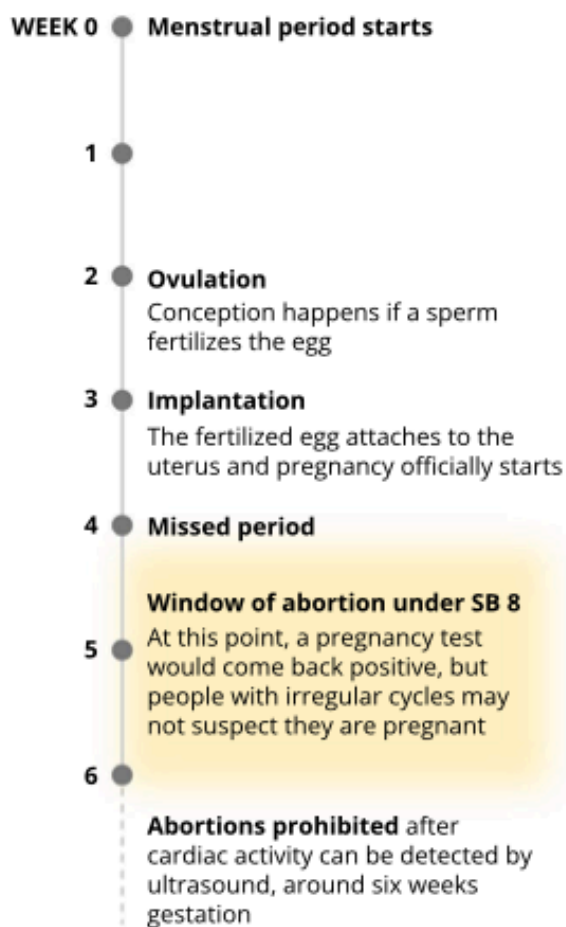 WEEK 0 Menstrual period starts
1
2 Ovulation
Conception happens if a sperm
fertilizes the egg
3 Implantation
The fertilized egg attaches to the
uterus and pregnancy officially starts
4 Missed period
Window of abortion under SB 8
5 At this point, a pregnancy test
would come back positive, but
people with irregular cycles may
not suspect they are pregnant
6
Abortions prohibited after
cardiac activity can be detected by
ultrasound, around six weeks
gestation